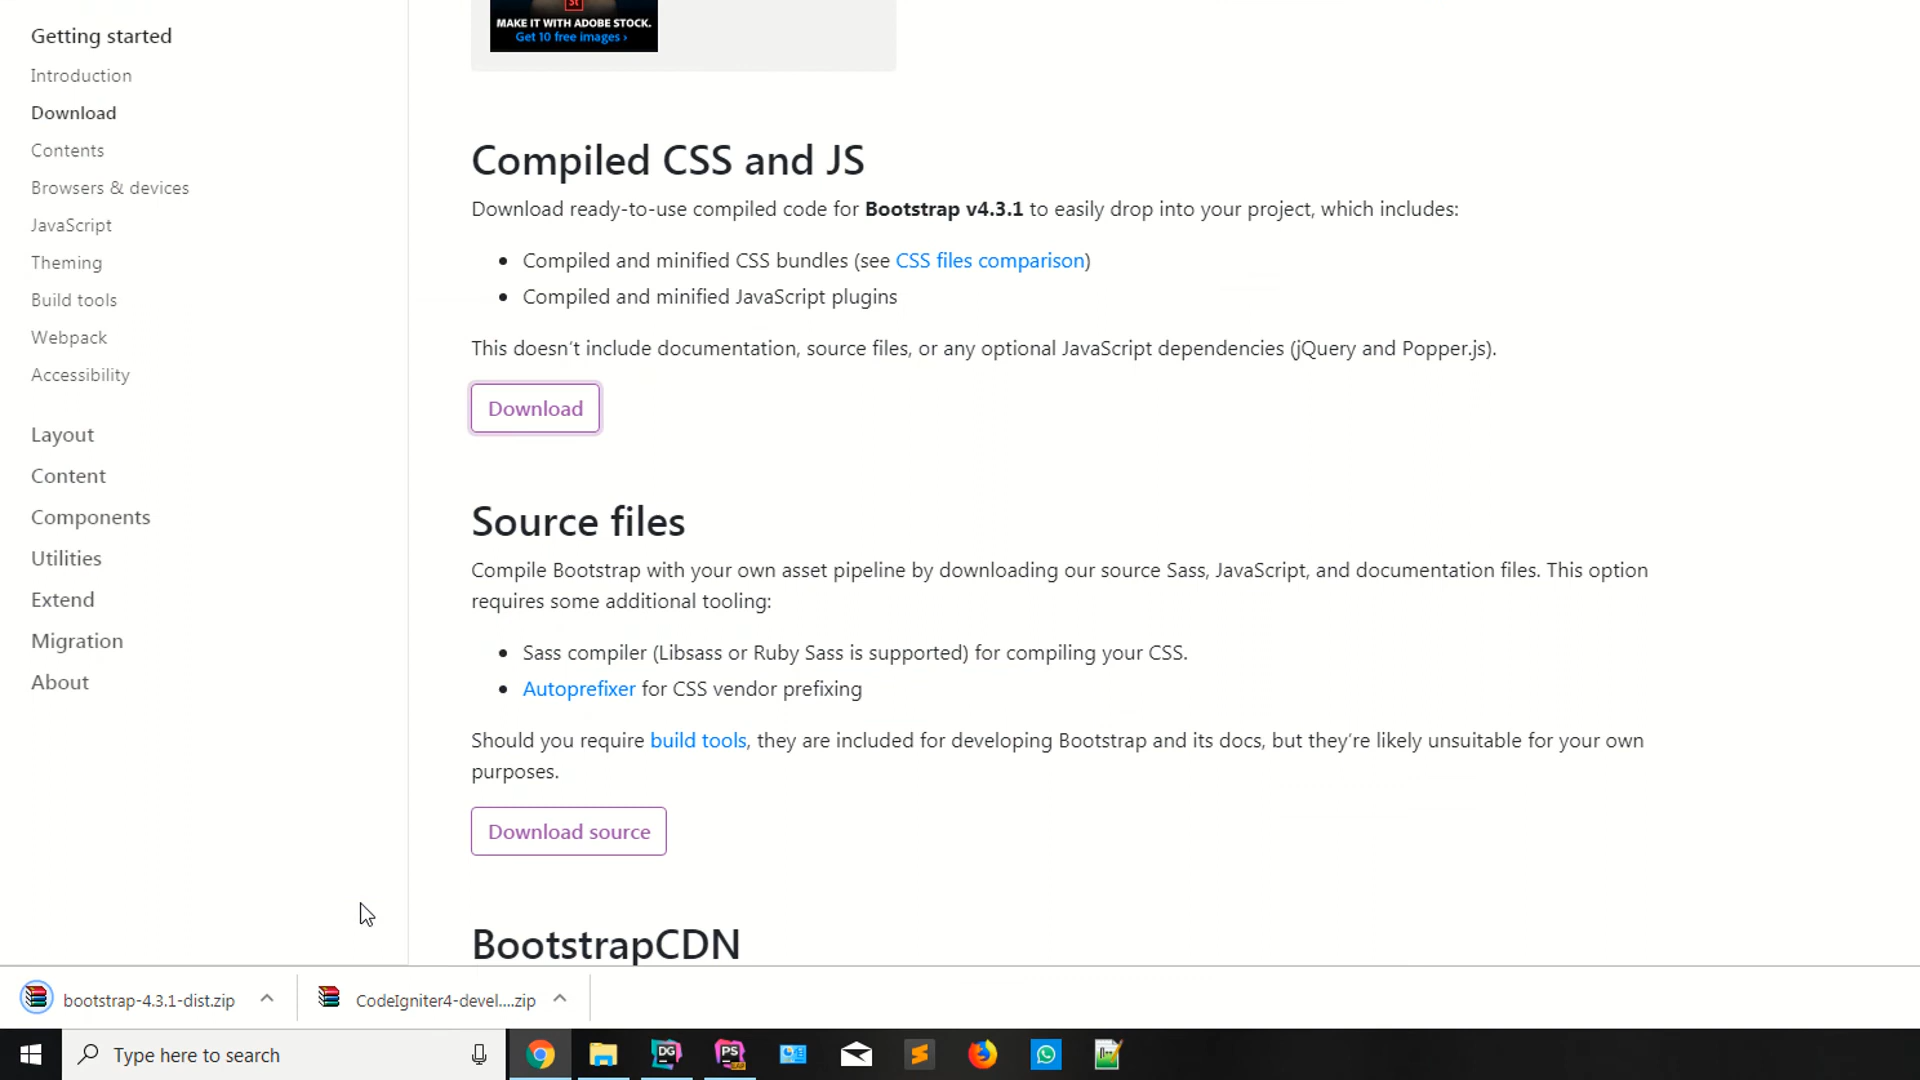 Getting started
Introduction
Download
Contents
Browsers & devices
JavaScript
Theming
Build tools
Webpack
Accessibility
Layout
Content
Components
Utilities
Extend
Migration
About
St
MAKE IT WITH ADOBE STOCK.
Get 10 free images ›
Compiled CSS and JS
Download ready-to-use compiled code for Bootstrap v4.3.1 to easily drop into your project, which includes:
• Compiled and minified CSS bundles (see CSS files comparison)
• Compiled and minified JavaScript plugins
This doesn’t include documentation, source files, or any optional JavaScript dependencies (jQuery and Popper.js).
Download
Source files
Compile Bootstrap with your own asset pipeline by downloading our source Sass, JavaScript, and documentation files. This option
requires some additional tooling:
• Sass compiler (Libsass or Ruby Sass is supported) for compiling your CSS.
• Autoprefixer for CSS vendor prefixing
Should you require build tools, they are included for developing Bootstrap and its docs, but they’re likely unsuitable for your own
purposes.
Download source
BootstrapCDN
bootstrap-4.3.1-dist.zip
CodeIgniter4-devel....zip
Type here to search
DG
PS